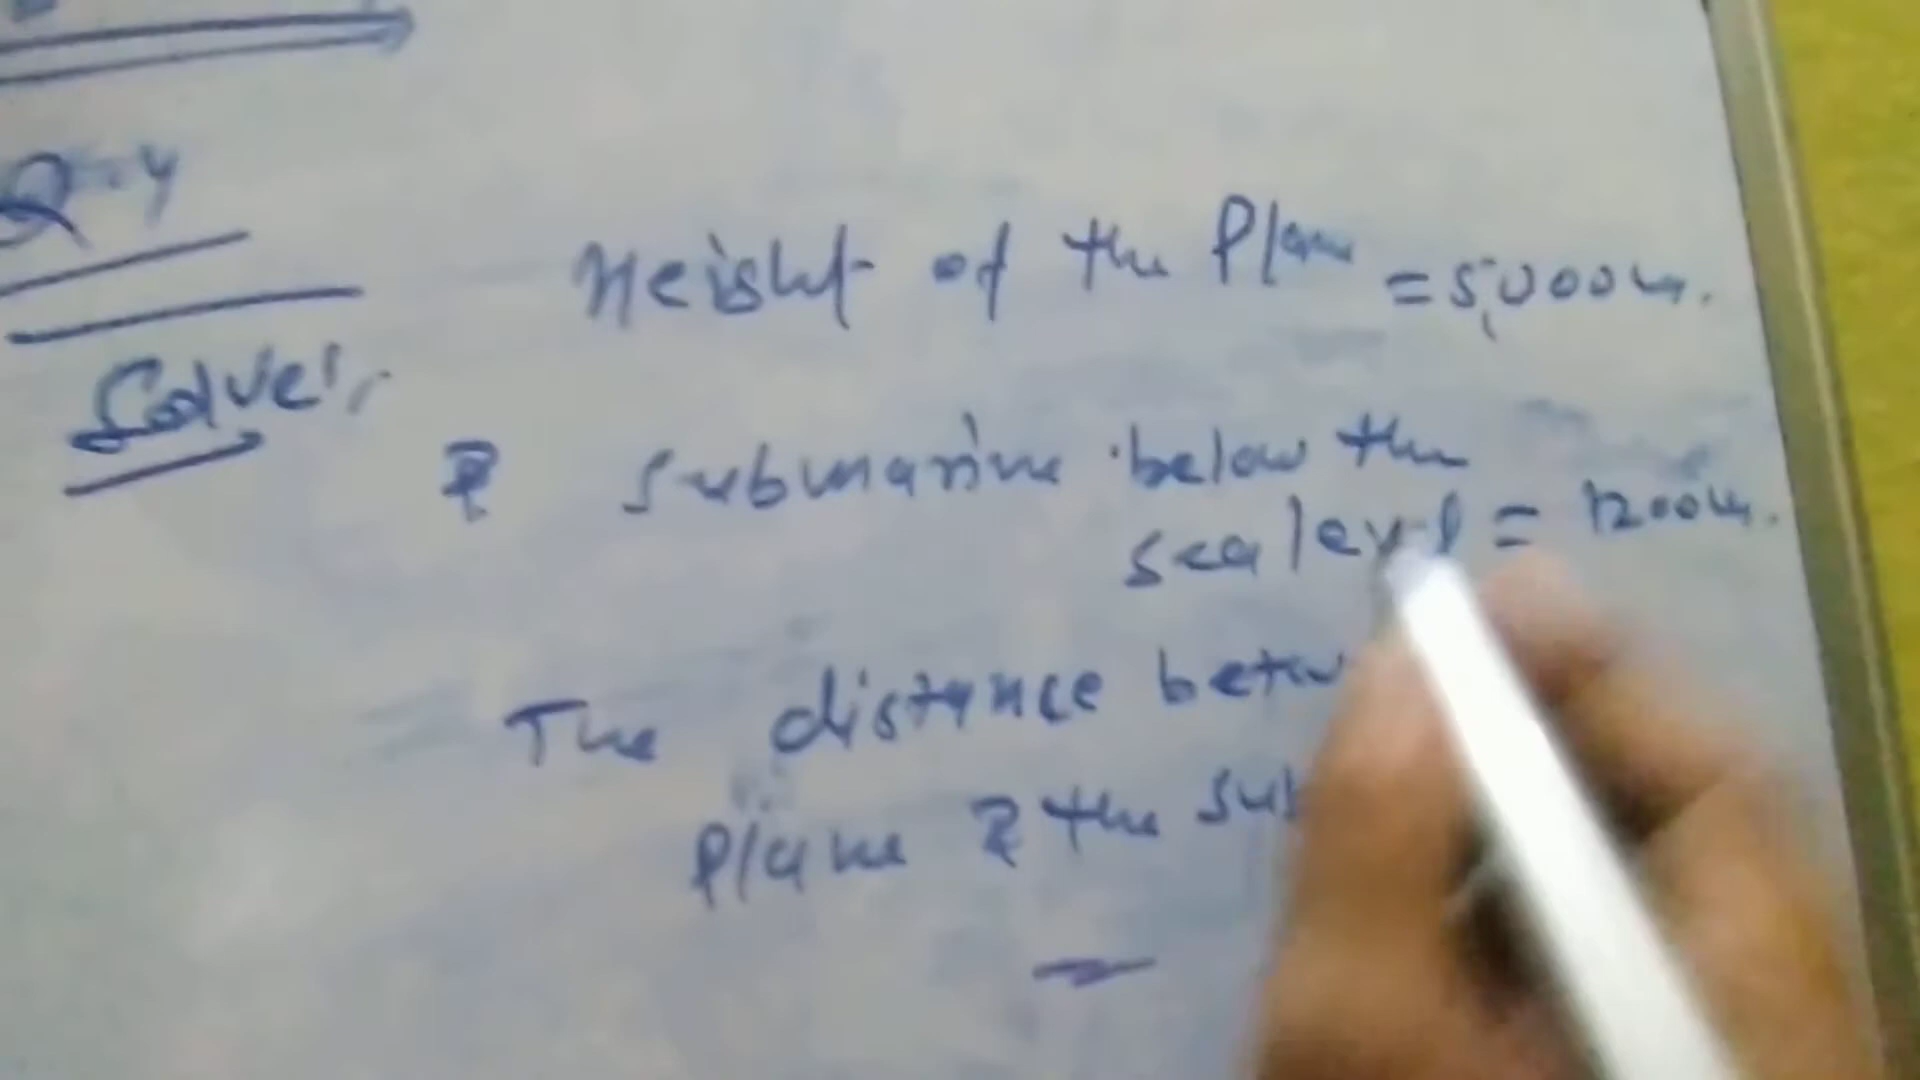 Q-4
Height of the Plane = 5,000m.
Solve:
& Submarine below the
sea level = 1200m.
The distance betw
Plane & the sub